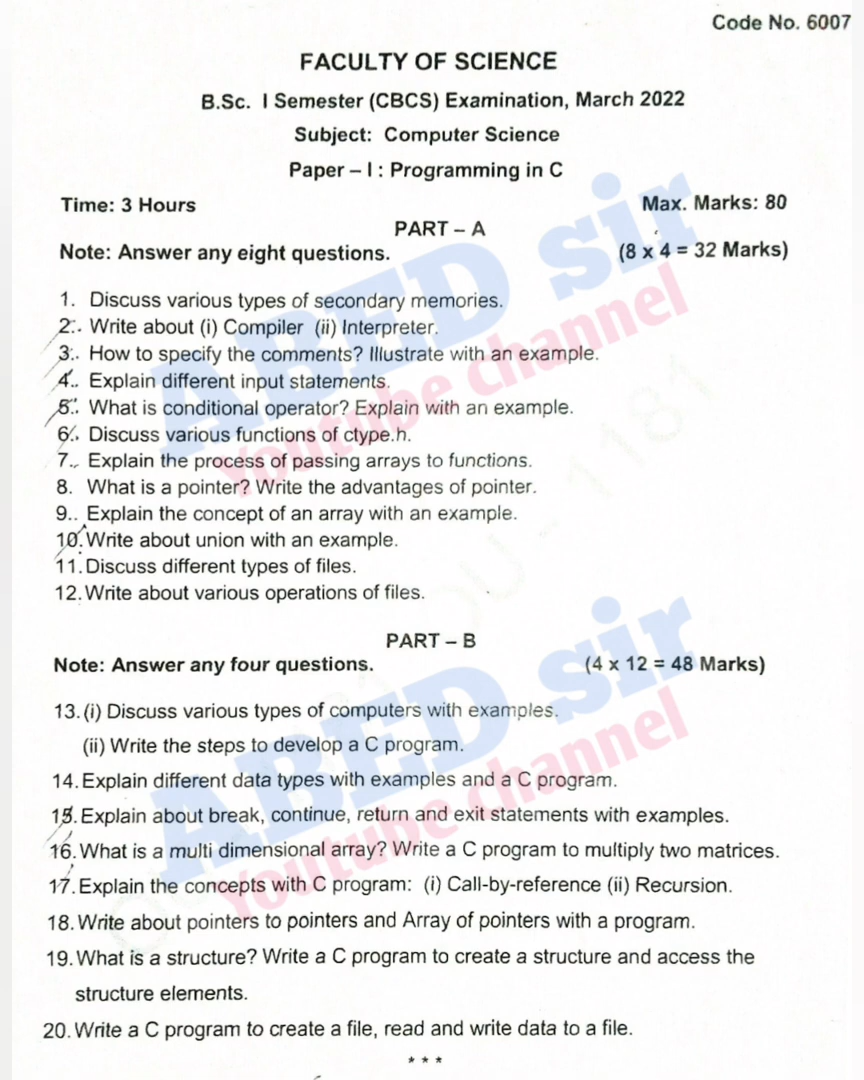 Code No. 6007
FACULTY OF SCIENCE
B.Sc. I Semester (CBCS) Examination, March 2022
Subject: Computer Science
Paper – I : Programming in C
Time: 3 Hours Max. Marks: 80
PART – A
Note: Answer any eight questions. (8 x 4 = 32 Marks)
1. Discuss various types of secondary memories.
2. Write about (i) Compiler (ii) Interpreter.
3. How to specify the comments? Illustrate with an example.
4. Explain different input statements.
5. What is conditional operator? Explain with an example.
6. Discuss various functions of ctype.h.
7. Explain the process of passing arrays to functions.
8. What is a pointer? Write the advantages of pointer.
9. Explain the concept of an array with an example.
10. Write about union with an example.
11. Discuss different types of files.
12. Write about various operations of files.
PART – B
Note: Answer any four questions. (4 x 12 = 48 Marks)
13. (i) Discuss various types of computers with examples.
(ii) Write the steps to develop a C program.
14. Explain different data types with examples and a C program.
15. Explain about break, continue, return and exit statements with examples.
16. What is a multi dimensional array? Write a C program to multiply two matrices.
17. Explain the concepts with C program: (i) Call-by-reference (ii) Recursion.
18. Write about pointers to pointers and Array of pointers with a program.
19. What is a structure? Write a C program to create a structure and access the
structure elements.
20. Write a C program to create a file, read and write data to a file.
* * *
ABED sir
Youtube channel
OU - 1181
ABED sir
Youtube channel